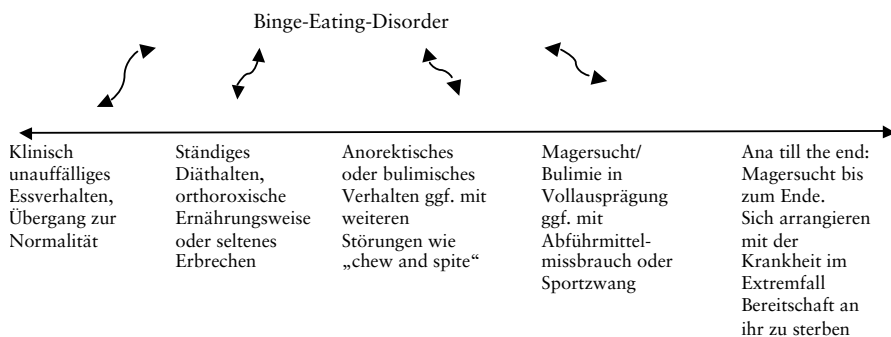 Binge-Eating-Disorder
Klinisch
unauffälliges
Essverhalten,
Übergang zur
Normalität
Ständiges
Diäthalten,
orthoroxische
Ernährungsweise
oder seltenes
Erbrechen
Anorektisches
oder bulimisches
Verhalten ggf. mit
weiteren
Störungen wie
„chew and spite“
Magersucht/
Bulimie in
Vollausprägung
ggf. mit
Abführmittel-
missbrauch oder
Sportzwang
Ana till the end:
Magersucht bis
zum Ende.
Sich arrangieren
mit der
Krankheit im
Extremfall
Bereitschaft an
ihr zu sterben